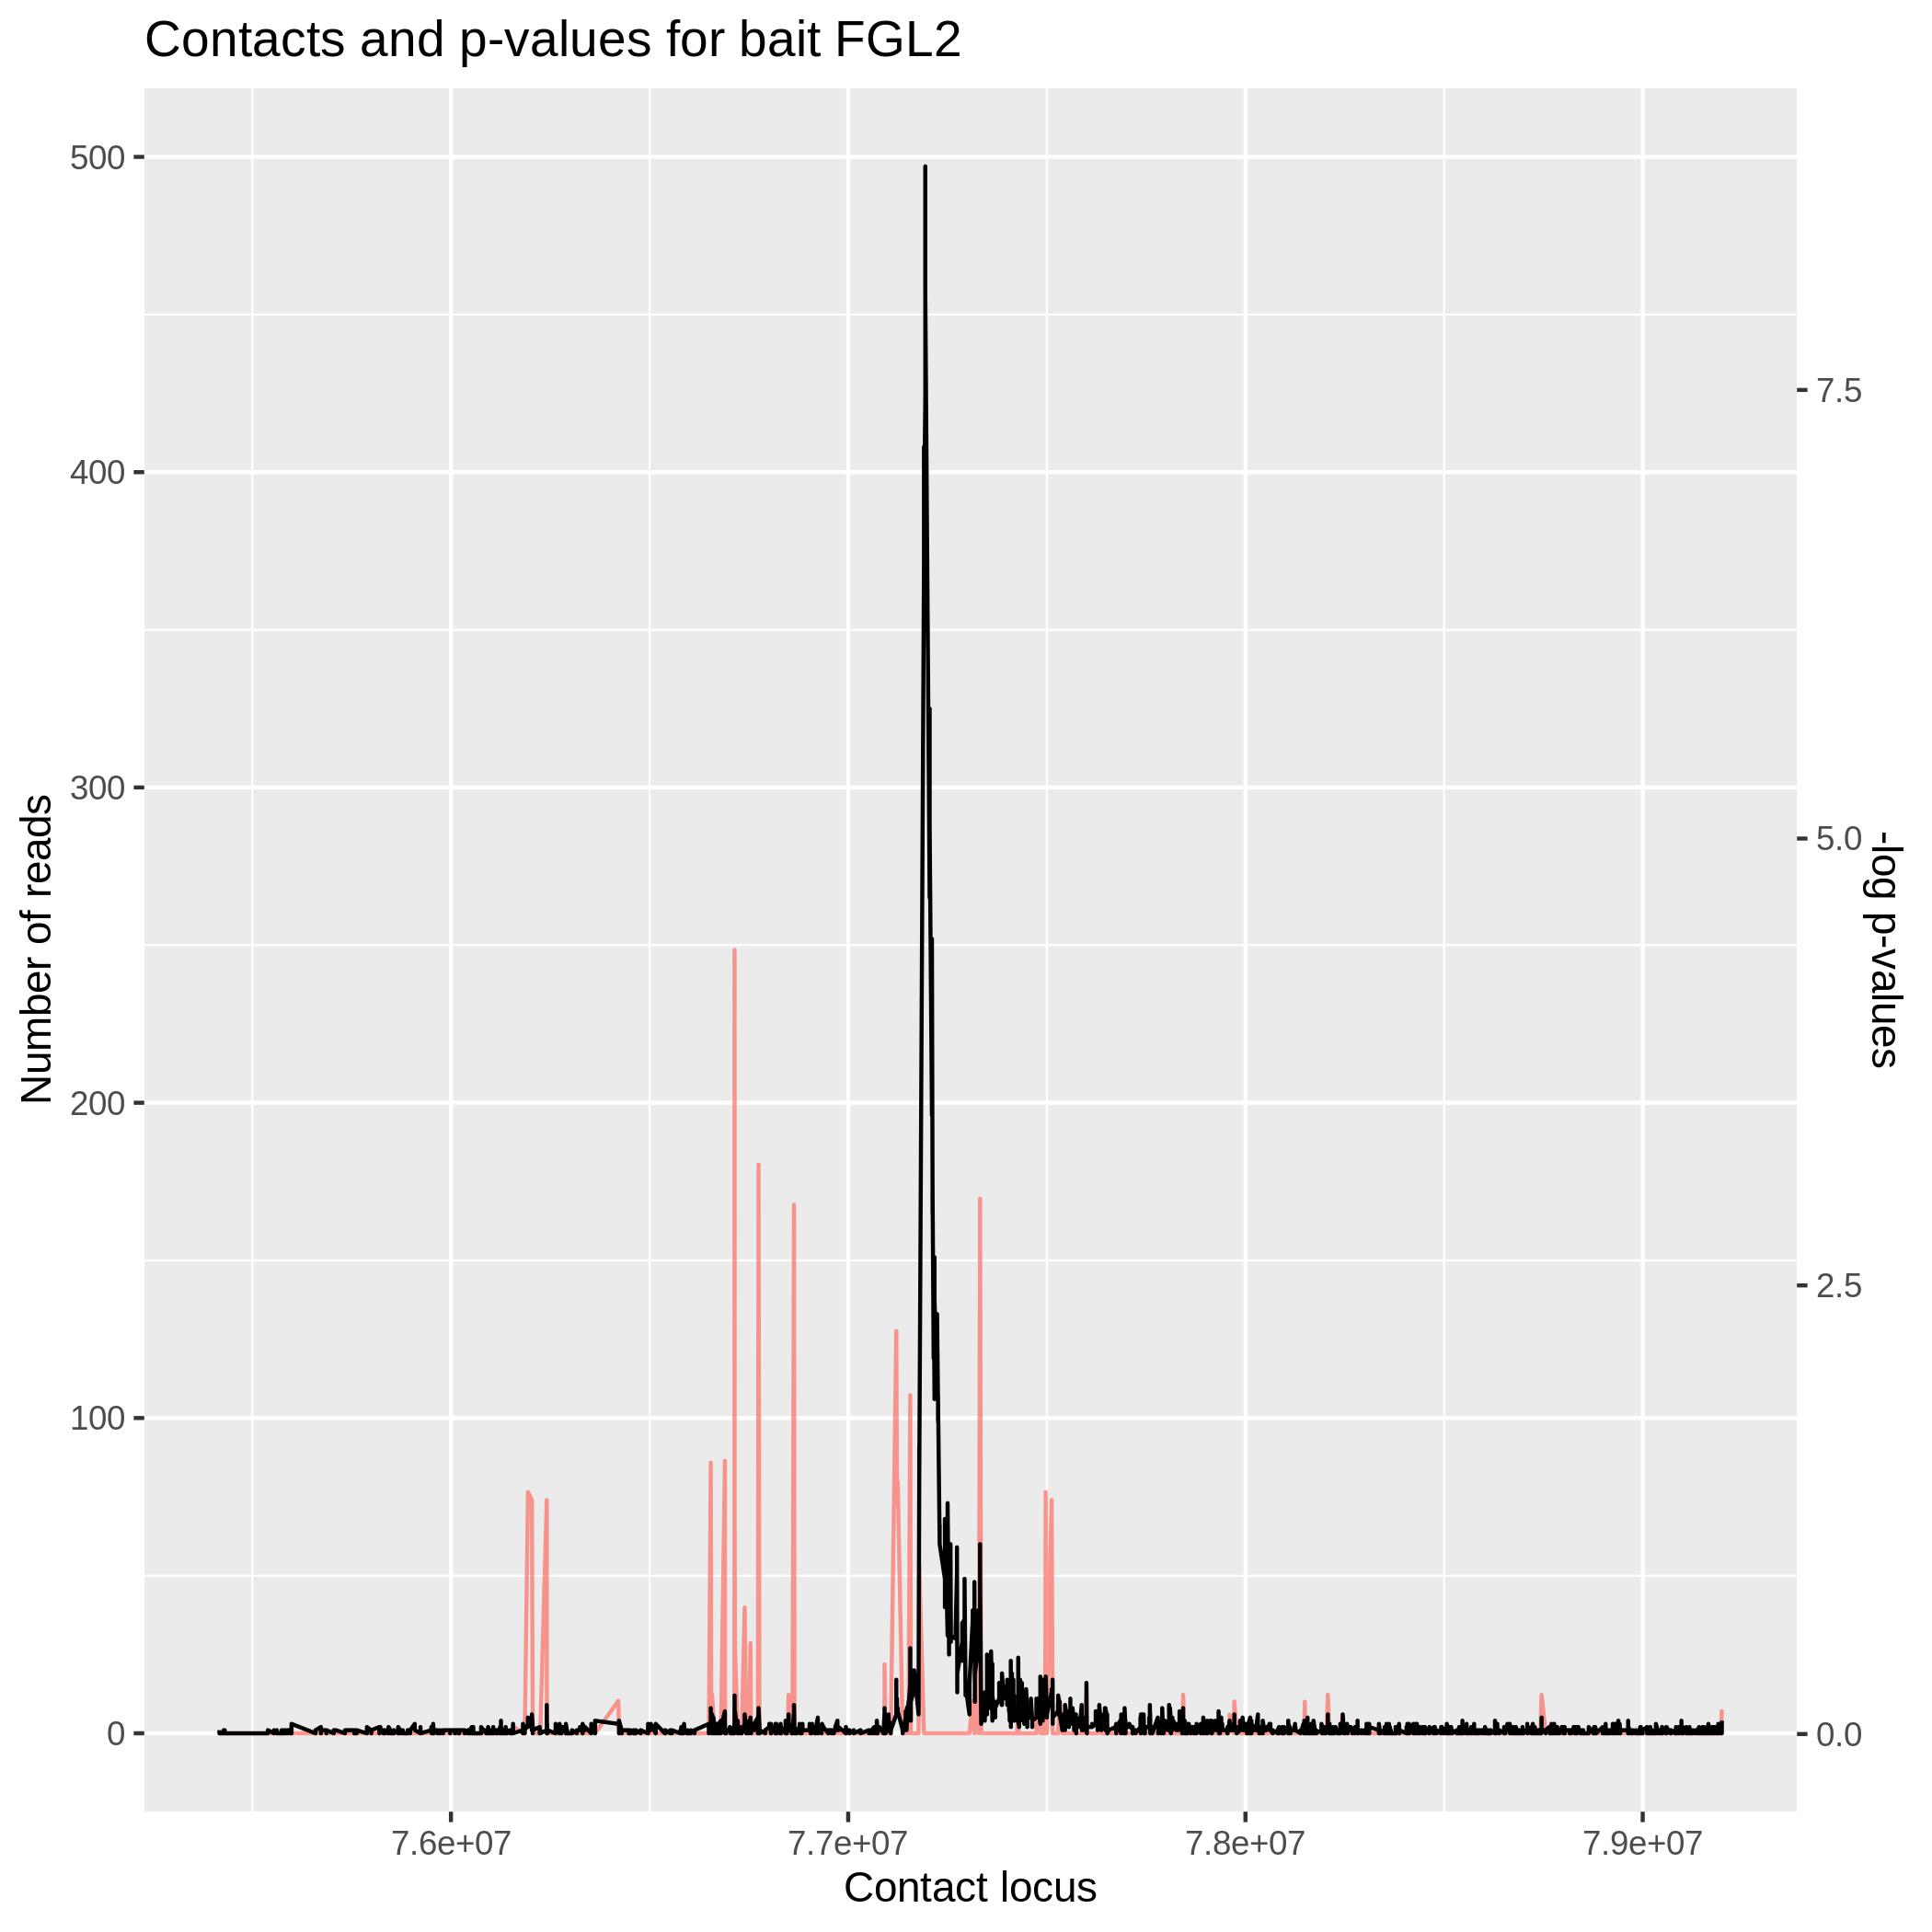 Contacts and p-values for bait FGL2
500
400
300
200
100
0
Number of reads
7.5
5.0
2.5
0.0
-log p-values
7.6e+07 7.7e+07 7.8e+07 7.9e+07
Contact locus